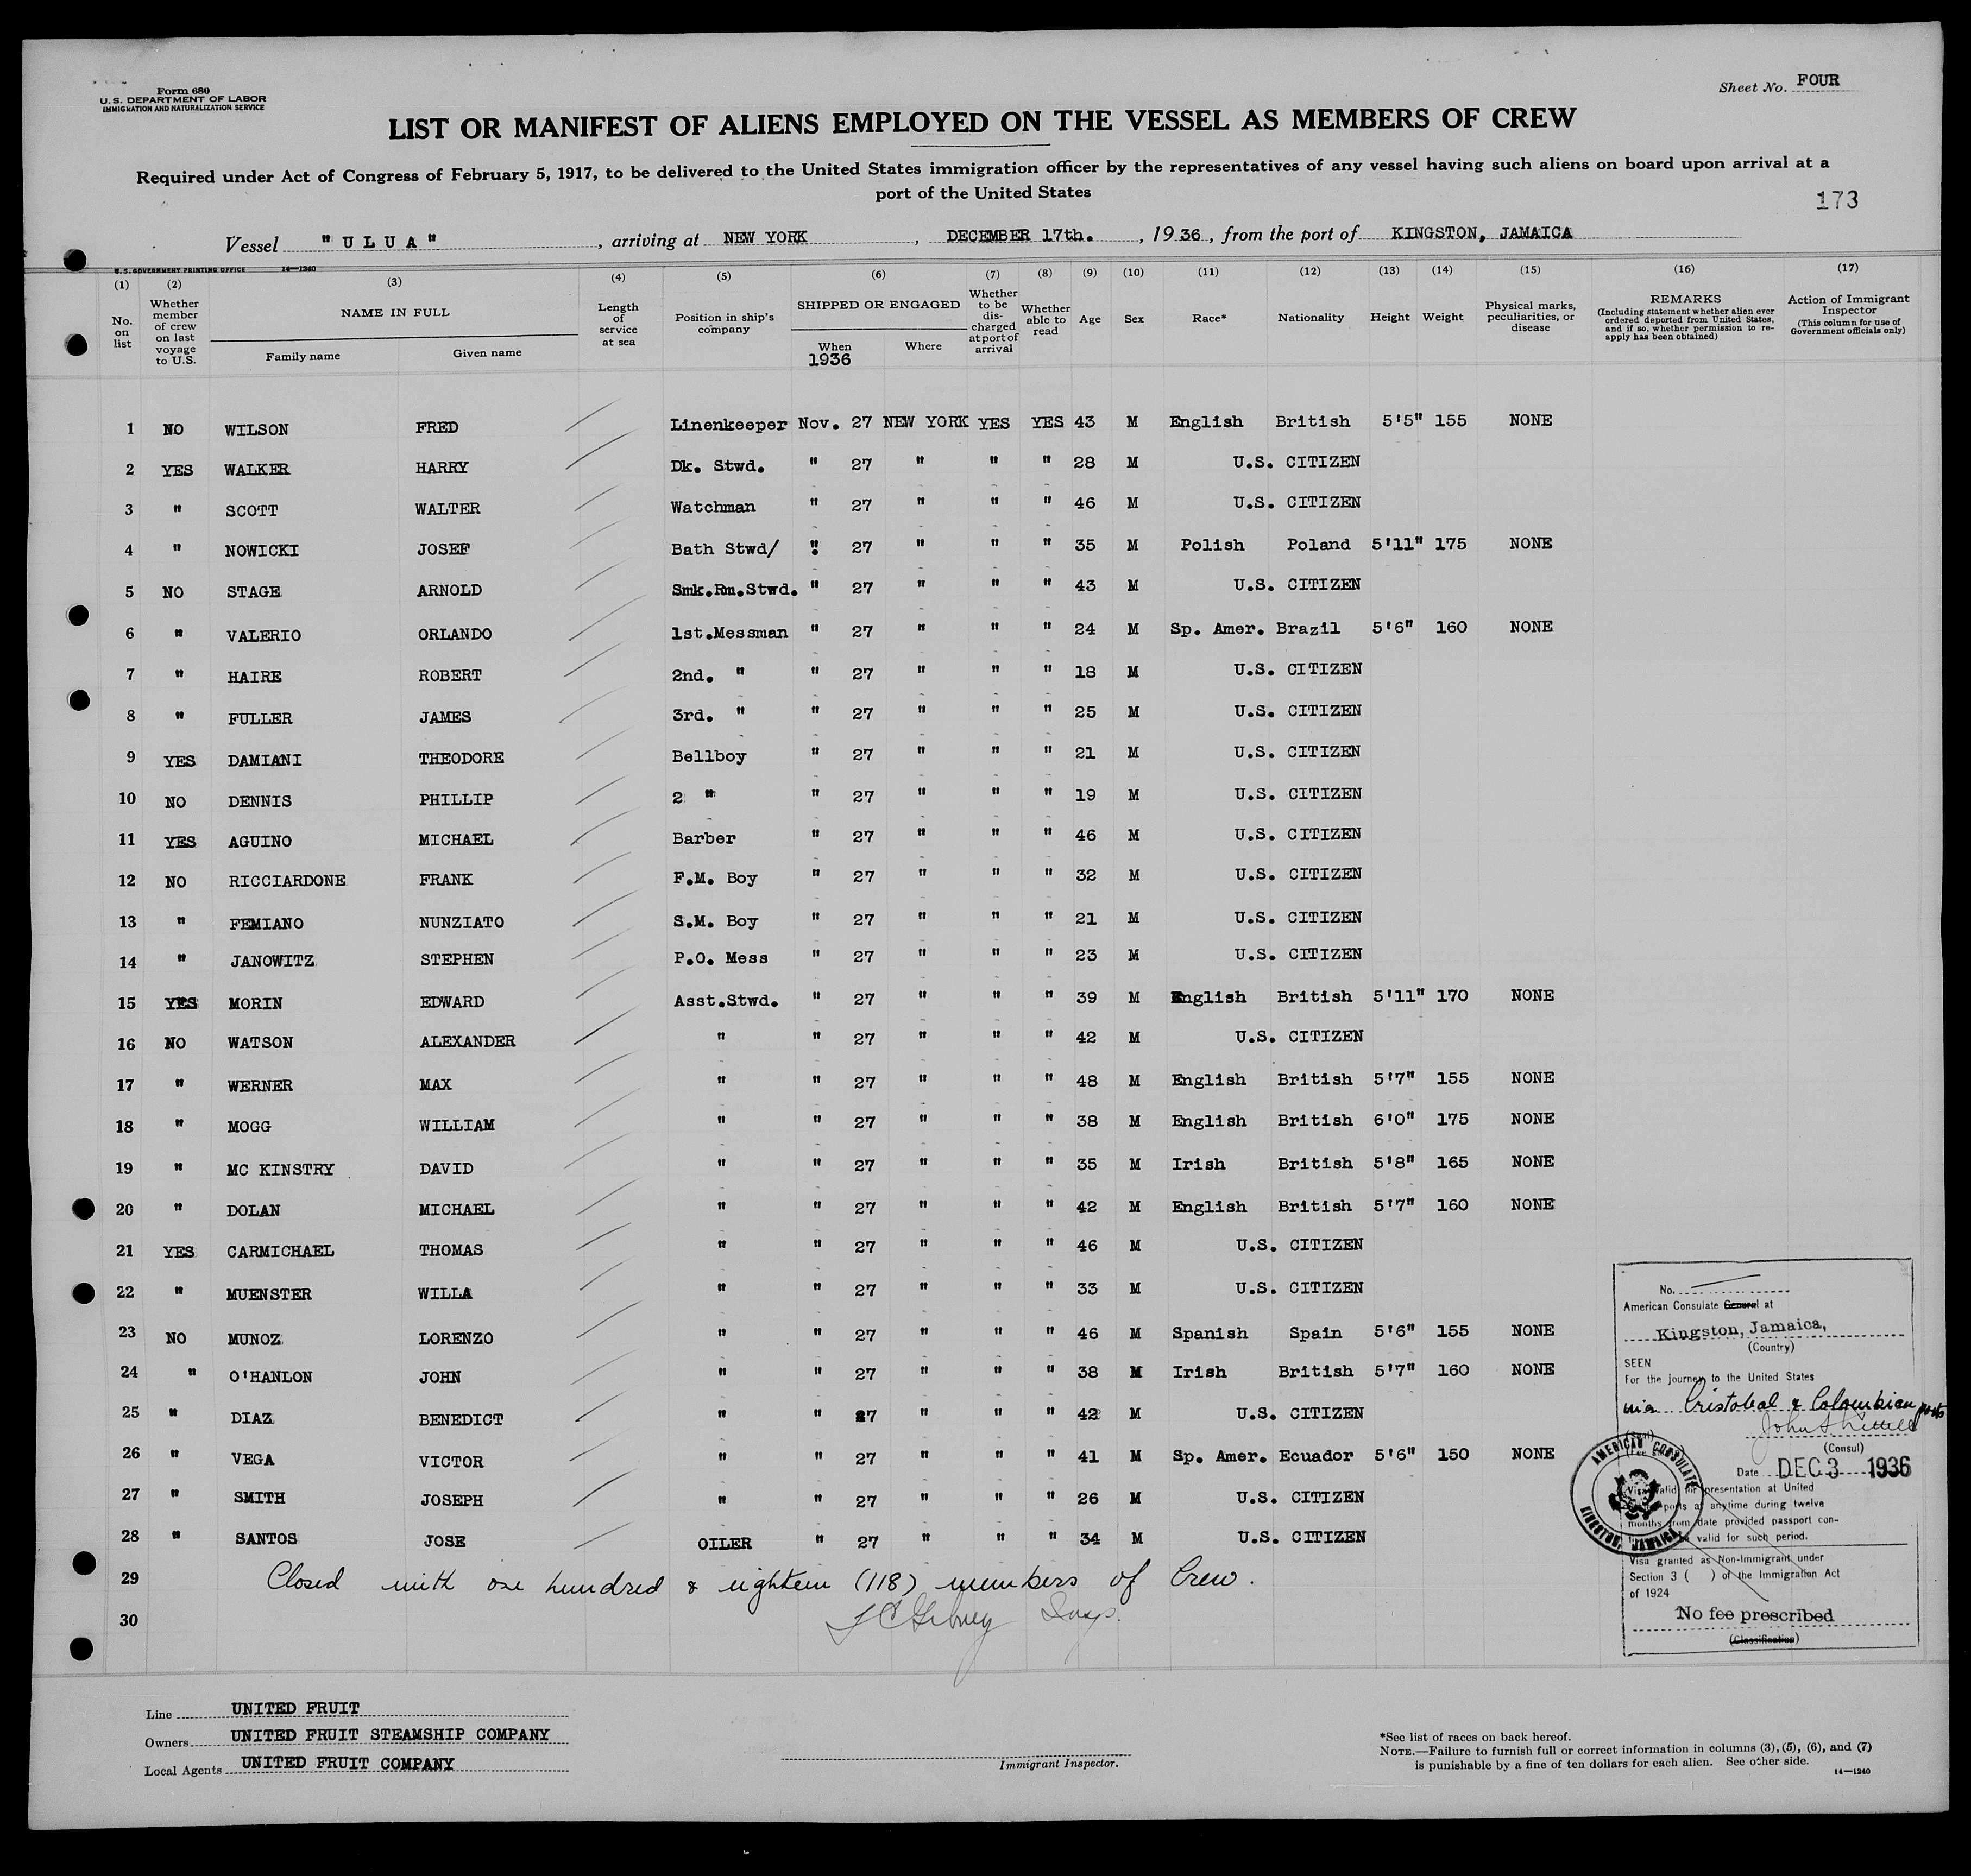 Form 680
U. S. DEPARTMENT OF LABOR
IMMIGRATION AND NATURALIZATION SERVICE
Sheet No. FOUR
LIST OR MANIFEST OF ALIENS EMPLOYED ON THE VESSEL AS MEMBERS OF CREW
Required under Act of Congress of February 5, 1917, to be delivered to the United States immigration officer by the representatives of any vessel having such aliens on board upon arrival at a
port of the United States
173
Vessel "ULUA", arriving at NEW YORK, DECEMBER 17th., 1936, from the port of KINGSTON, JAMAICA
U. S. GOVERNMENT PRINTING OFFICE 14—1240
(1) (2) (3) (4) (5) (6) (7) (8) (9) (10) (11) (12) (13) (14) (15) (16) (17)
No. on list
Whether member of crew on last voyage to U.S.
NAME IN FULL
Family name Given name
Length of service at sea
Position in ship's company
SHIPPED OR ENGAGED
When Where
1936
Whether to be discharged at port of arrival
Whether able to read
Age Sex Race* Nationality Height Weight
Physical marks, peculiarities, or disease
REMARKS
(Including statement whether alien ever ordered deported from United States, and if so, whether permission to reapply has been obtained)
Action of Immigrant Inspector
(This column for use of Government officials only)
1 NO WILSON FRED Linenkeeper Nov. 27 NEW YORK YES YES 43 M English British 5'5" 155 NONE
2 YES WALKER HARRY Dk. Stwd. " 27 " " " 28 M U.S. CITIZEN
3 " SCOTT WALTER Watchman " 27 " " " 46 M U.S. CITIZEN
4 " NOWICKI JOSEF Bath Stwd/ " 27 " " " 35 M Polish Poland 5'11" 175 NONE
5 NO STAGE ARNOLD Smk.Rm.Stwd. " 27 " " " 43 M U.S. CITIZEN
6 " VALERIO ORLANDO 1st.Messman " 27 " " " 24 M Sp. Amer. Brazil 5'6" 160 NONE
7 " HAIRE ROBERT 2nd. " " 27 " " " 18 M U.S. CITIZEN
8 " FULLER JAMES 3rd. " " 27 " " " 25 M U.S. CITIZEN
9 YES DAMIANI THEODORE Bellboy " 27 " " " 21 M U.S. CITIZEN
10 NO DENNIS PHILLIP 2 " " 27 " " " 19 M U.S. CITIZEN
11 YES AGUINO MICHAEL Barber " 27 " " " 46 M U.S. CITIZEN
12 NO RICCIARDONE FRANK F.M. Boy " 27 " " " 32 M U.S. CITIZEN
13 " FEMIANO NUNZIATO S.M. Boy " 27 " " " 21 M U.S. CITIZEN
14 " JANOWITZ STEPHEN P.O. Mess " 27 " " " 23 M U.S. CITIZEN
15 YES MORIN EDWARD Asst.Stwd. " 27 " " " 39 M English British 5'11" 170 NONE
16 NO WATSON ALEXANDER " " 27 " " " 42 M U.S. CITIZEN
17 " WERNER MAX " " 27 " " " 48 M English British 5'7" 155 NONE
18 " MOGG WILLIAM " " 27 " " " 38 M English British 6'0" 175 NONE
19 " MC KINSTRY DAVID " " 27 " " " 35 M Irish British 5'8" 165 NONE
20 " DOLAN MICHAEL " " 27 " " " 42 M English British 5'7" 160 NONE
21 YES CARMICHAEL THOMAS " " 27 " " " 46 M U.S. CITIZEN
22 " MUENSTER WILLA " " 27 " " " 33 M U.S. CITIZEN
23 NO MUNOZ LORENZO " " 27 " " " 46 M Spanish Spain 5'6" 155 NONE
24 " O'HANLON JOHN " " 27 " " " 38 M Irish British 5'7" 160 NONE
25 " DIAZ BENEDICT " " 27 " " " 42 M U.S. CITIZEN
26 " VEGA VICTOR " " 27 " " " 41 M Sp. Amer. Ecuador 5'6" 150 NONE
27 " SMITH JOSEPH " " 27 " " " 26 M U.S. CITIZEN
28 " SANTOS JOSE OILER " 27 " " " 34 M U.S. CITIZEN
29 Closed with one hundred & eighteen (118) members of Crew.
30 Insp.
No.
American Consulate General at
Kingston, Jamaica,
(Country)
SEEN
For the journey to the United States
via Cristobal & Colombian ports
(Consul)
Date DEC 3 1936
AMERICAN CONSULATE
KINGSTON, JAMAICA
Visa valid for presentation at United
ports at anytime during twelve
months from date provided passport con-
valid for such period.
Visa granted as Non-Immigrant under
Section 3 ( ) of the Immigration Act
of 1924
No fee prescribed
(Classification)
Line UNITED FRUIT
Owners UNITED FRUIT STEAMSHIP COMPANY
Local Agents UNITED FRUIT COMPANY
Immigrant Inspector.
*See list of races on back hereof.
NOTE.—Failure to furnish full or correct information in columns (3), (5), (6), and (7)
is punishable by a fine of ten dollars for each alien. See other side.
14—1240